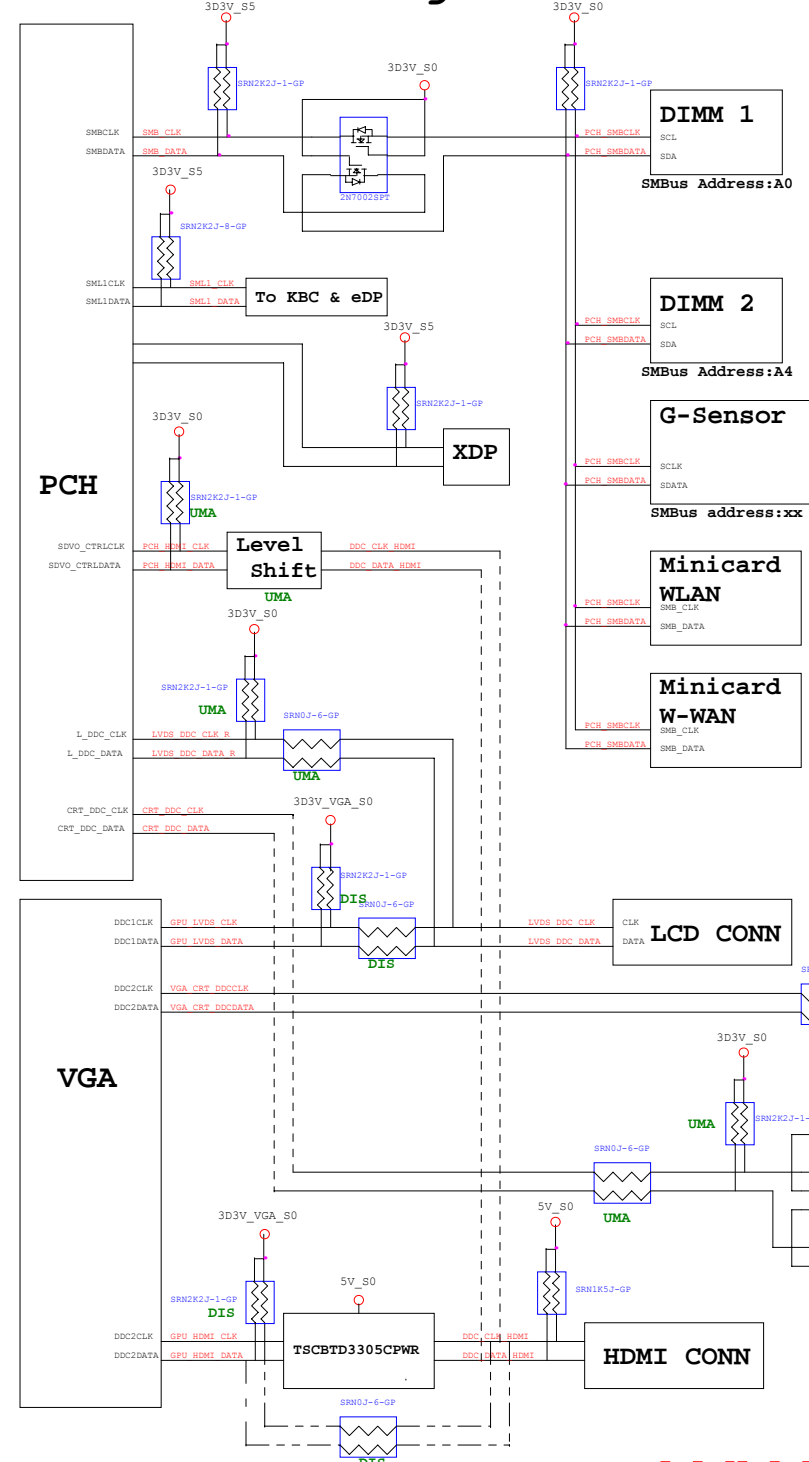 3D3V_S5
3D3V_S0
SRN2K2J-1-GP
3D3V_S0
SRN2K2J-1-GP
DIMM 1
SMBCLK
SMB_CLK
PCH_SMBCLK
SCL
SMBDATA
SMB_DATA
PCH_SMBDATA
SDA
3D3V_S5
SMBus Address:A0
2N7002SPT
SRN2K2J-8-GP
SML1CLK
SML1_CLK
To KBC & eDP
SML1DATA
SML1_DATA
DIMM 2
PCH_SMBCLK
SCL
3D3V_S5
PCH_SMBDATA
SDA
SMBus Address:A4
SRN2K2J-1-GP
3D3V_S0
G-Sensor
XDP
PCH_SMBCLK
SCLK
PCH
PCH_SMBDATA
SDATA
SRN2K2J-1-GP
UMA
SMBus address:xx
SDVO_CTRLCLK
PCH_HDMI_CLK
Level
Shift
DDC_CLK_HDMI
SDVO_CTRLDATA
PCH_HDMI_DATA
DDC_DATA_HDMI
UMA
Minicard
WLAN
PCH_SMBCLK
SMB_CLK
PCH_SMBDATA
SMB_DATA
3D3V_S0
SRN2K2J-1-GP
UMA
SRN0J-6-GP
Minicard
W-WAN
PCH_SMBCLK
SMB_CLK
PCH_SMBDATA
SMB_DATA
L_DDC_CLK
LVDS_DDC_CLK_R
L_DDC_DATA
LVDS_DDC_DATA_R
UMA
3D3V_VGA_S0
CRT_DDC_CLK
CRT_DDC_CLK
CRT_DDC_DATA
CRT_DDC_DATA
SRN2K2J-1-GP
DIS
SRN0J-6-GP
DDC1CLK
GPU_LVDS_CLK
LVDS_DDC_CLK
CLK
LCD CONN
DDC1DATA
GPU_LVDS_DATA
LVDS_DDC_DATA
DATA
DIS
DDC2CLK
VGA_CRT_DDCCLK
DDC2DATA
VGA_CRT_DDCDATA
3D3V_S0
VGA
UMA
SRN2K2J-1-
SRN0J-6-GP
UMA
3D3V_VGA_S0
5V_S0
5V_S0
SRN2K2J-1-GP
DIS
SRN1K5J-GP
DDC2CLK
GPU_HDMI_CLK
TSCBTD3305CPWR
DDC_CLK_HDMI
HDMI CONN
DDC2DATA
GPU_HDMI_DATA
DDC_DATA_HDMI
SRN0J-6-GP
DIS